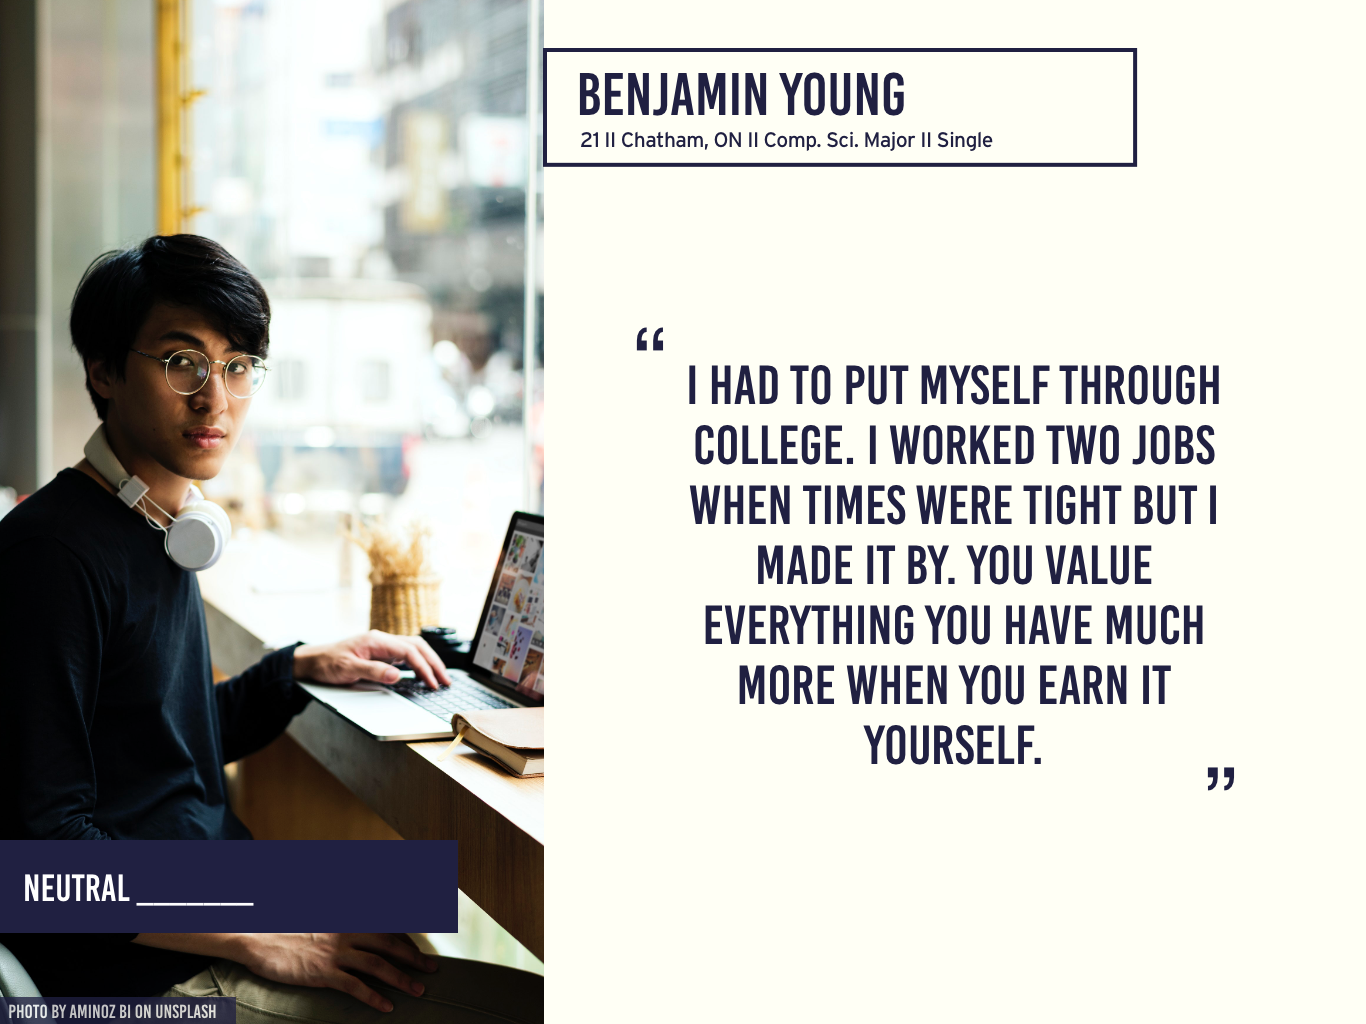 BENJAMIN YOUNG
21 II Chatham, ON II Comp. Sci. Major II Single
“
I HAD TO PUT MYSELF THROUGH
COLLEGE. I WORKED TWO JOBS
WHEN TIMES WERE TIGHT BUT I
MADE IT BY. YOU VALUE
EVERYTHING YOU HAVE MUCH
MORE WHEN YOU EARN IT
YOURSELF.
”
NEUTRAL _______
PHOTO BY AMINOZ BI ON UNSPLASH